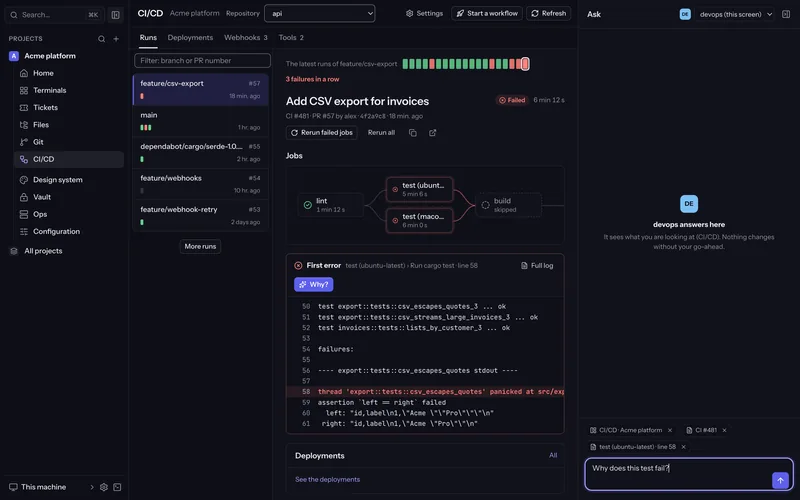 Search...
⌘K
PROJECTS
A Acme platform
Home
Terminals
Tickets
Files
Git
CI/CD
Design system
Vault
Ops
Configuration
All projects
This machine
CI/CD Acme platform Repository api
Settings
Start a workflow
Refresh
Runs Deployments Webhooks 3 Tools 2
Filter: branch or PR number
feature/csv-export #57
18 min. ago
main
1 hr. ago
dependabot/cargo/serde-1.0.... #55
2 hr. ago
feature/webhooks #54
10 hr. ago
feature/webhook-retry #53
2 days ago
More runs
The latest runs of feature/csv-export
3 failures in a row
Add CSV export for invoices
Failed 6 min 12 s
CI #481 · PR #57 by alex · 4f2a9c8 · 18 min. ago
Rerun failed jobs Rerun all
Jobs
lint
1 min 12 s
test (ubunt...
5 min 6 s
test (maco...
6 min 0 s
build
skipped
First error test (ubuntu-latest) › Run cargo test · line 58 Full log
Why?
50 test export::tests::csv_escapes_quotes_3 ... ok
51 test export::tests::csv_streams_large_invoices_3 ... ok
52 test invoices::tests::lists_by_customer_3 ... ok
53
54 failures:
55
56 ---- export::tests::csv_escapes_quotes stdout ----
57
58 thread 'export::tests::csv_escapes_quotes' panicked at src/exp
59 assertion `left == right` failed
60 left: "id,label\n1,\"Acme \"\"Pro\"\"\"\n"
61 right: "id,label\n1,\"Acme \"Pro\"\"\n"
Deployments All
See the deployments
Ask
DE devops (this screen)
DE
devops answers here
It sees what you are looking at (CI/CD). Nothing changes
without your go-ahead.
CI/CD · Acme platform ×
CI #481 ×
test (ubuntu-latest) · line 58 ×
Why does this test fail?